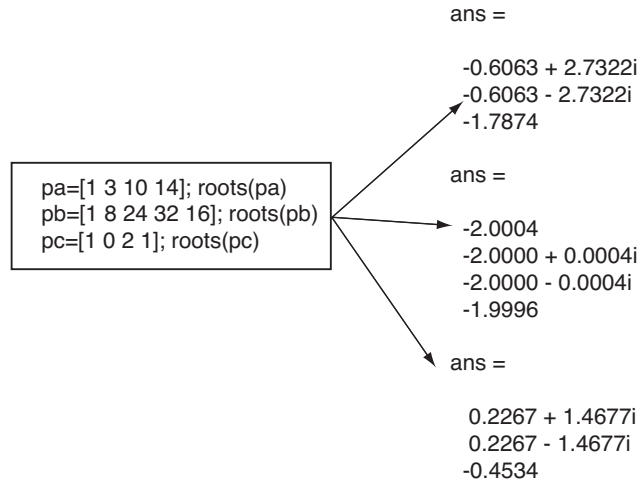 pa=[1 3 10 14]; roots(pa)
pb=[1 8 24 32 16]; roots(pb)
pc=[1 0 2 1]; roots(pc)
ans =
-0.6063 + 2.7322i
-0.6063 - 2.7322i
-1.7874
ans =
-2.0004
-2.0000 + 0.0004i
-2.0000 - 0.0004i
-1.9996
ans =
0.2267 + 1.4677i
0.2267 - 1.4677i
-0.4534